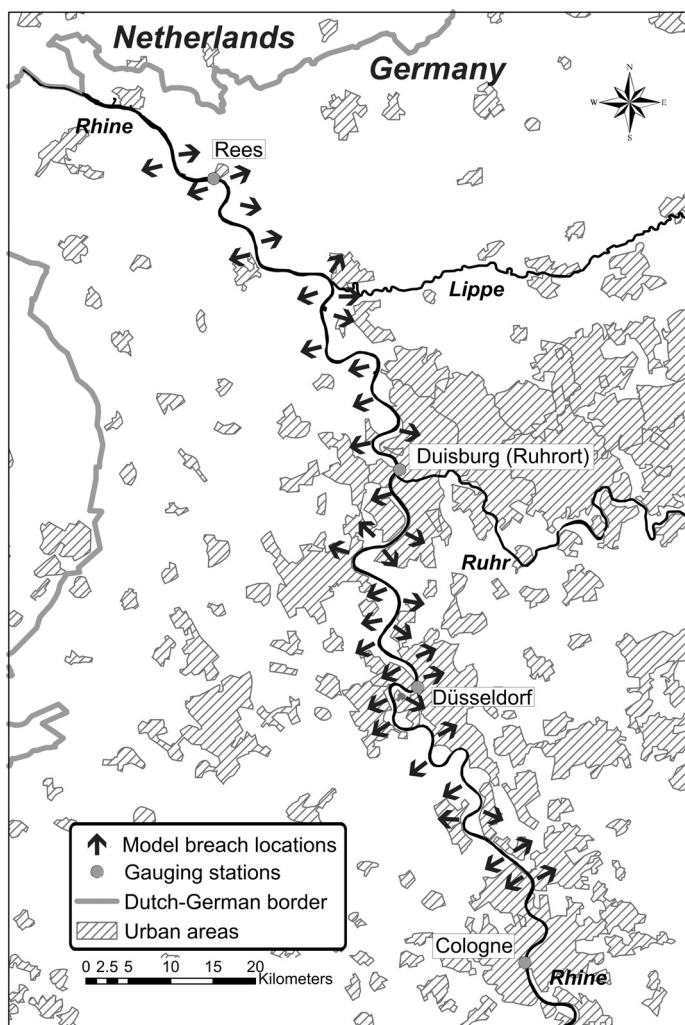 Netherlands
Germany
N
W E
S
Rhine
Rees
Lippe
Duisburg (Ruhrort)
Ruhr
Düsseldorf
Model breach locations
Gauging stations
Dutch-German border
Urban areas
0 2.5 5 10 15 20
Kilometers
Cologne
Rhine